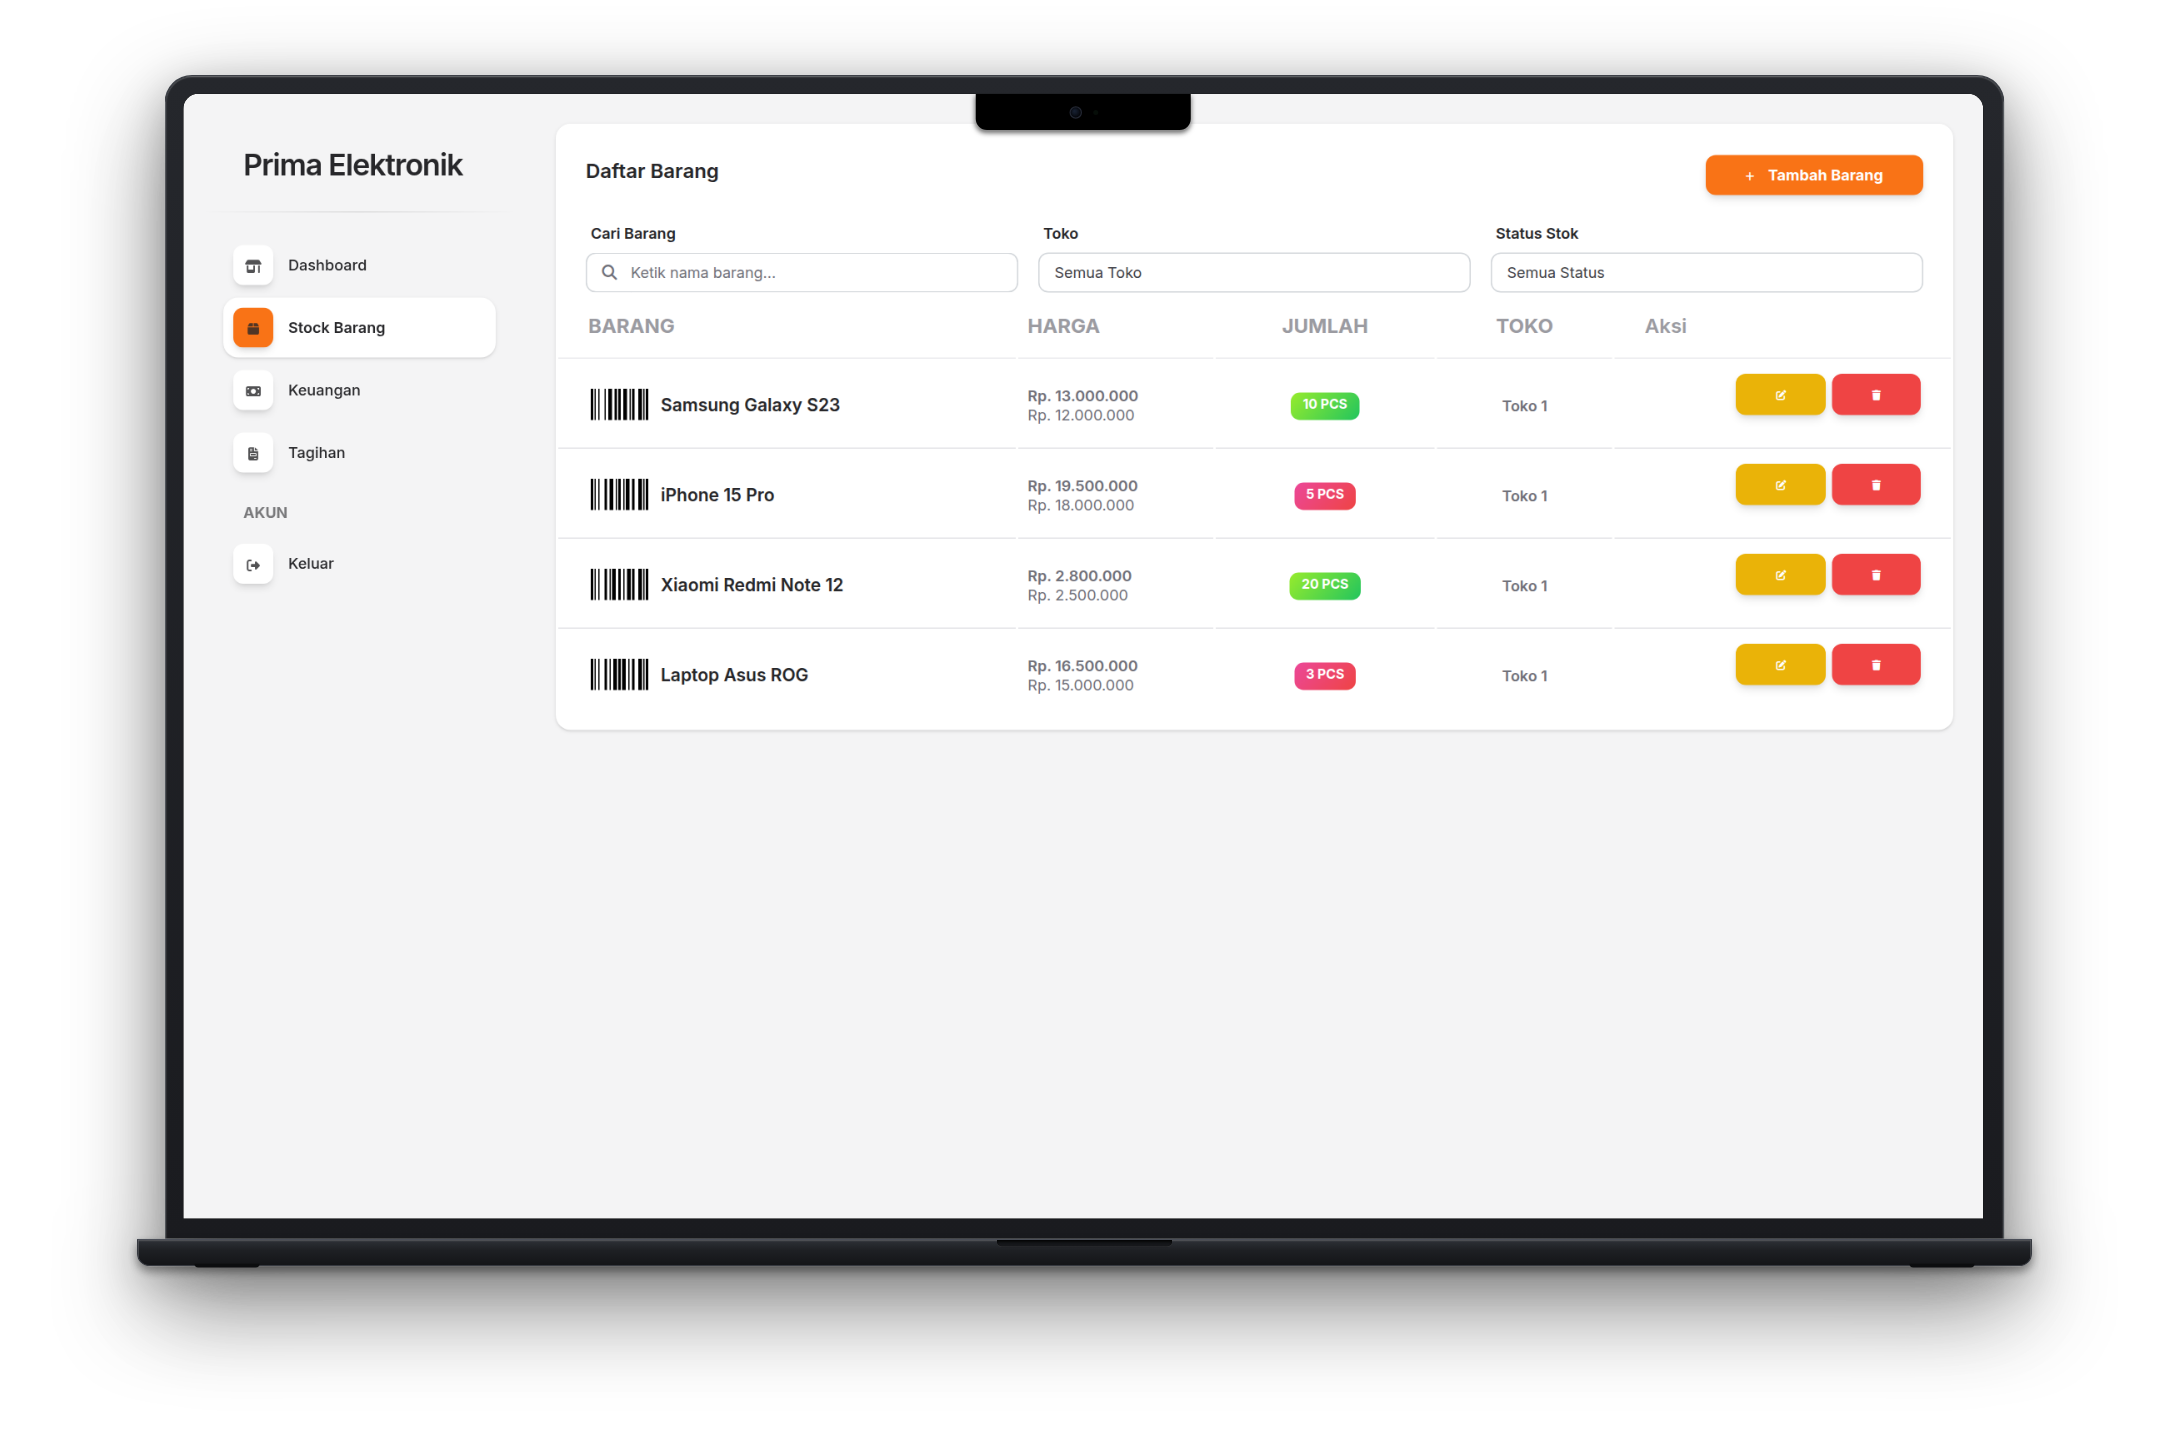 Prima Elektronik
Dashboard
Stock Barang
Keuangan
Tagihan
AKUN
Keluar
Daftar Barang
+ Tambah Barang
Cari Barang
Toko
Status Stok
Ketik nama barang...
Semua Toko
Semua Status
BARANG HARGA JUMLAH TOKO Aksi
Samsung Galaxy S23
Rp. 13.000.000
Rp. 12.000.000
10 PCS
Toko 1
iPhone 15 Pro
Rp. 19.500.000
Rp. 18.000.000
5 PCS
Toko 1
Xiaomi Redmi Note 12
Rp. 2.800.000
Rp. 2.500.000
20 PCS
Toko 1
Laptop Asus ROG
Rp. 16.500.000
Rp. 15.000.000
3 PCS
Toko 1